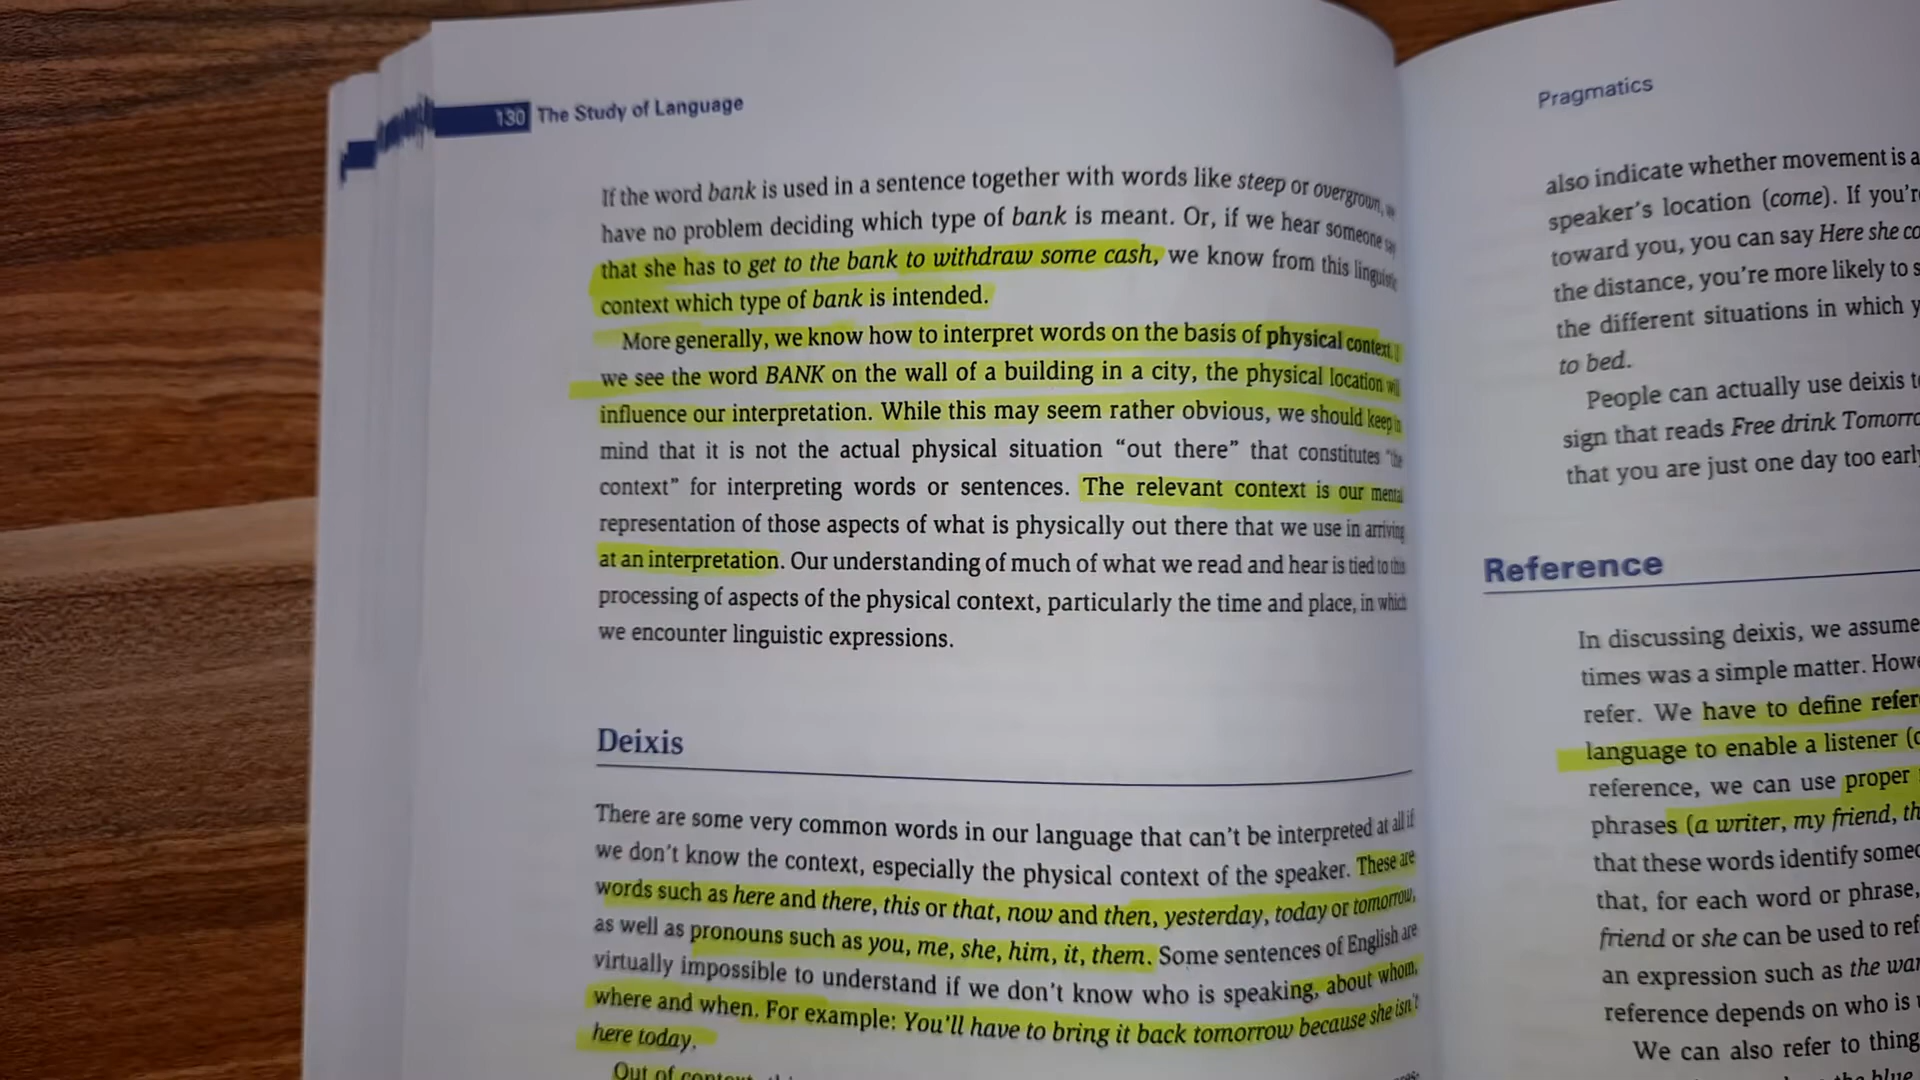 130 The Study of Language
If the word bank is used in a sentence together with words like steep or overgrown, we
have no problem deciding which type of bank is meant. Or, if we hear someone say
that she has to get to the bank to withdraw some cash, we know from this linguistic
context which type of bank is intended.
More generally, we know how to interpret words on the basis of physical context.
we see the word BANK on the wall of a building in a city, the physical location will
influence our interpretation. While this may seem rather obvious, we should keep in
mind that it is not the actual physical situation “out there” that constitutes “the
context” for interpreting words or sentences. The relevant context is our mental
representation of those aspects of what is physically out there that we use in arriving
at an interpretation. Our understanding of much of what we read and hear is tied to this
processing of aspects of the physical context, particularly the time and place, in which
we encounter linguistic expressions.
Deixis
There are some very common words in our language that can’t be interpreted at all if
we don’t know the context, especially the physical context of the speaker. These are
words such as here and there, this or that, now and then, yesterday, today or tomorrow,
as well as pronouns such as you, me, she, him, it, them. Some sentences of English are
virtually impossible to understand if we don’t know who is speaking, about whom,
where and when. For example: You’ll have to bring it back tomorrow because she isn’t
here today.
Out of context,
Pragmatics
also indicate whether movement is
speaker’s location (come). If
toward you, you can say Here she
the distance, you’re more likely to
the different situations in which
to bed.
People can actually use deixis
sign that reads Free drink
that you are just one day too
Reference
In discussing deixis, we
times was a simple matter.
refer. We have to define
language to enable a listener
reference, we can use proper
phrases (a writer, my friend,
that these words identify
that, for each word or phrase,
friend or she can be used to
an expression such as the
reference depends on who is
We can also refer to
the blue